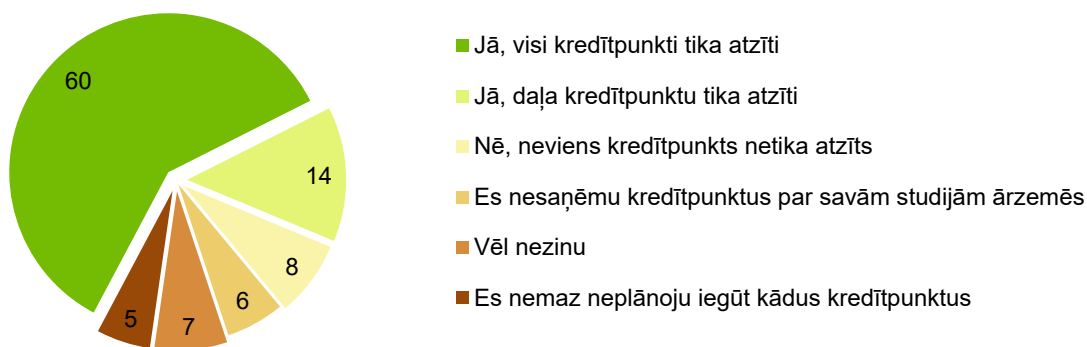 60
14
8
6
7
5
Jā, visi kredītpunkti tika atzīti
Jā, daļa kredītpunktu tika atzīti
Nē, neviens kredītpunkts netika atzīts
Es nesaņēmu kredītpunktus par savām studijām ārzemēs
Vēl nezinu
Es nemaz neplānoju iegūt kādus kredītpunktus